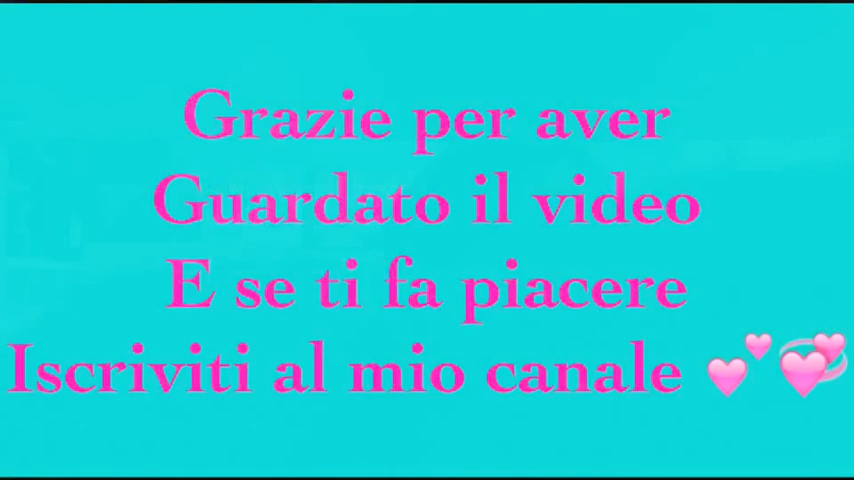 Grazie per aver
Guardato il video
E se ti fa piacere
Iscriviti al mio canale 💕💞